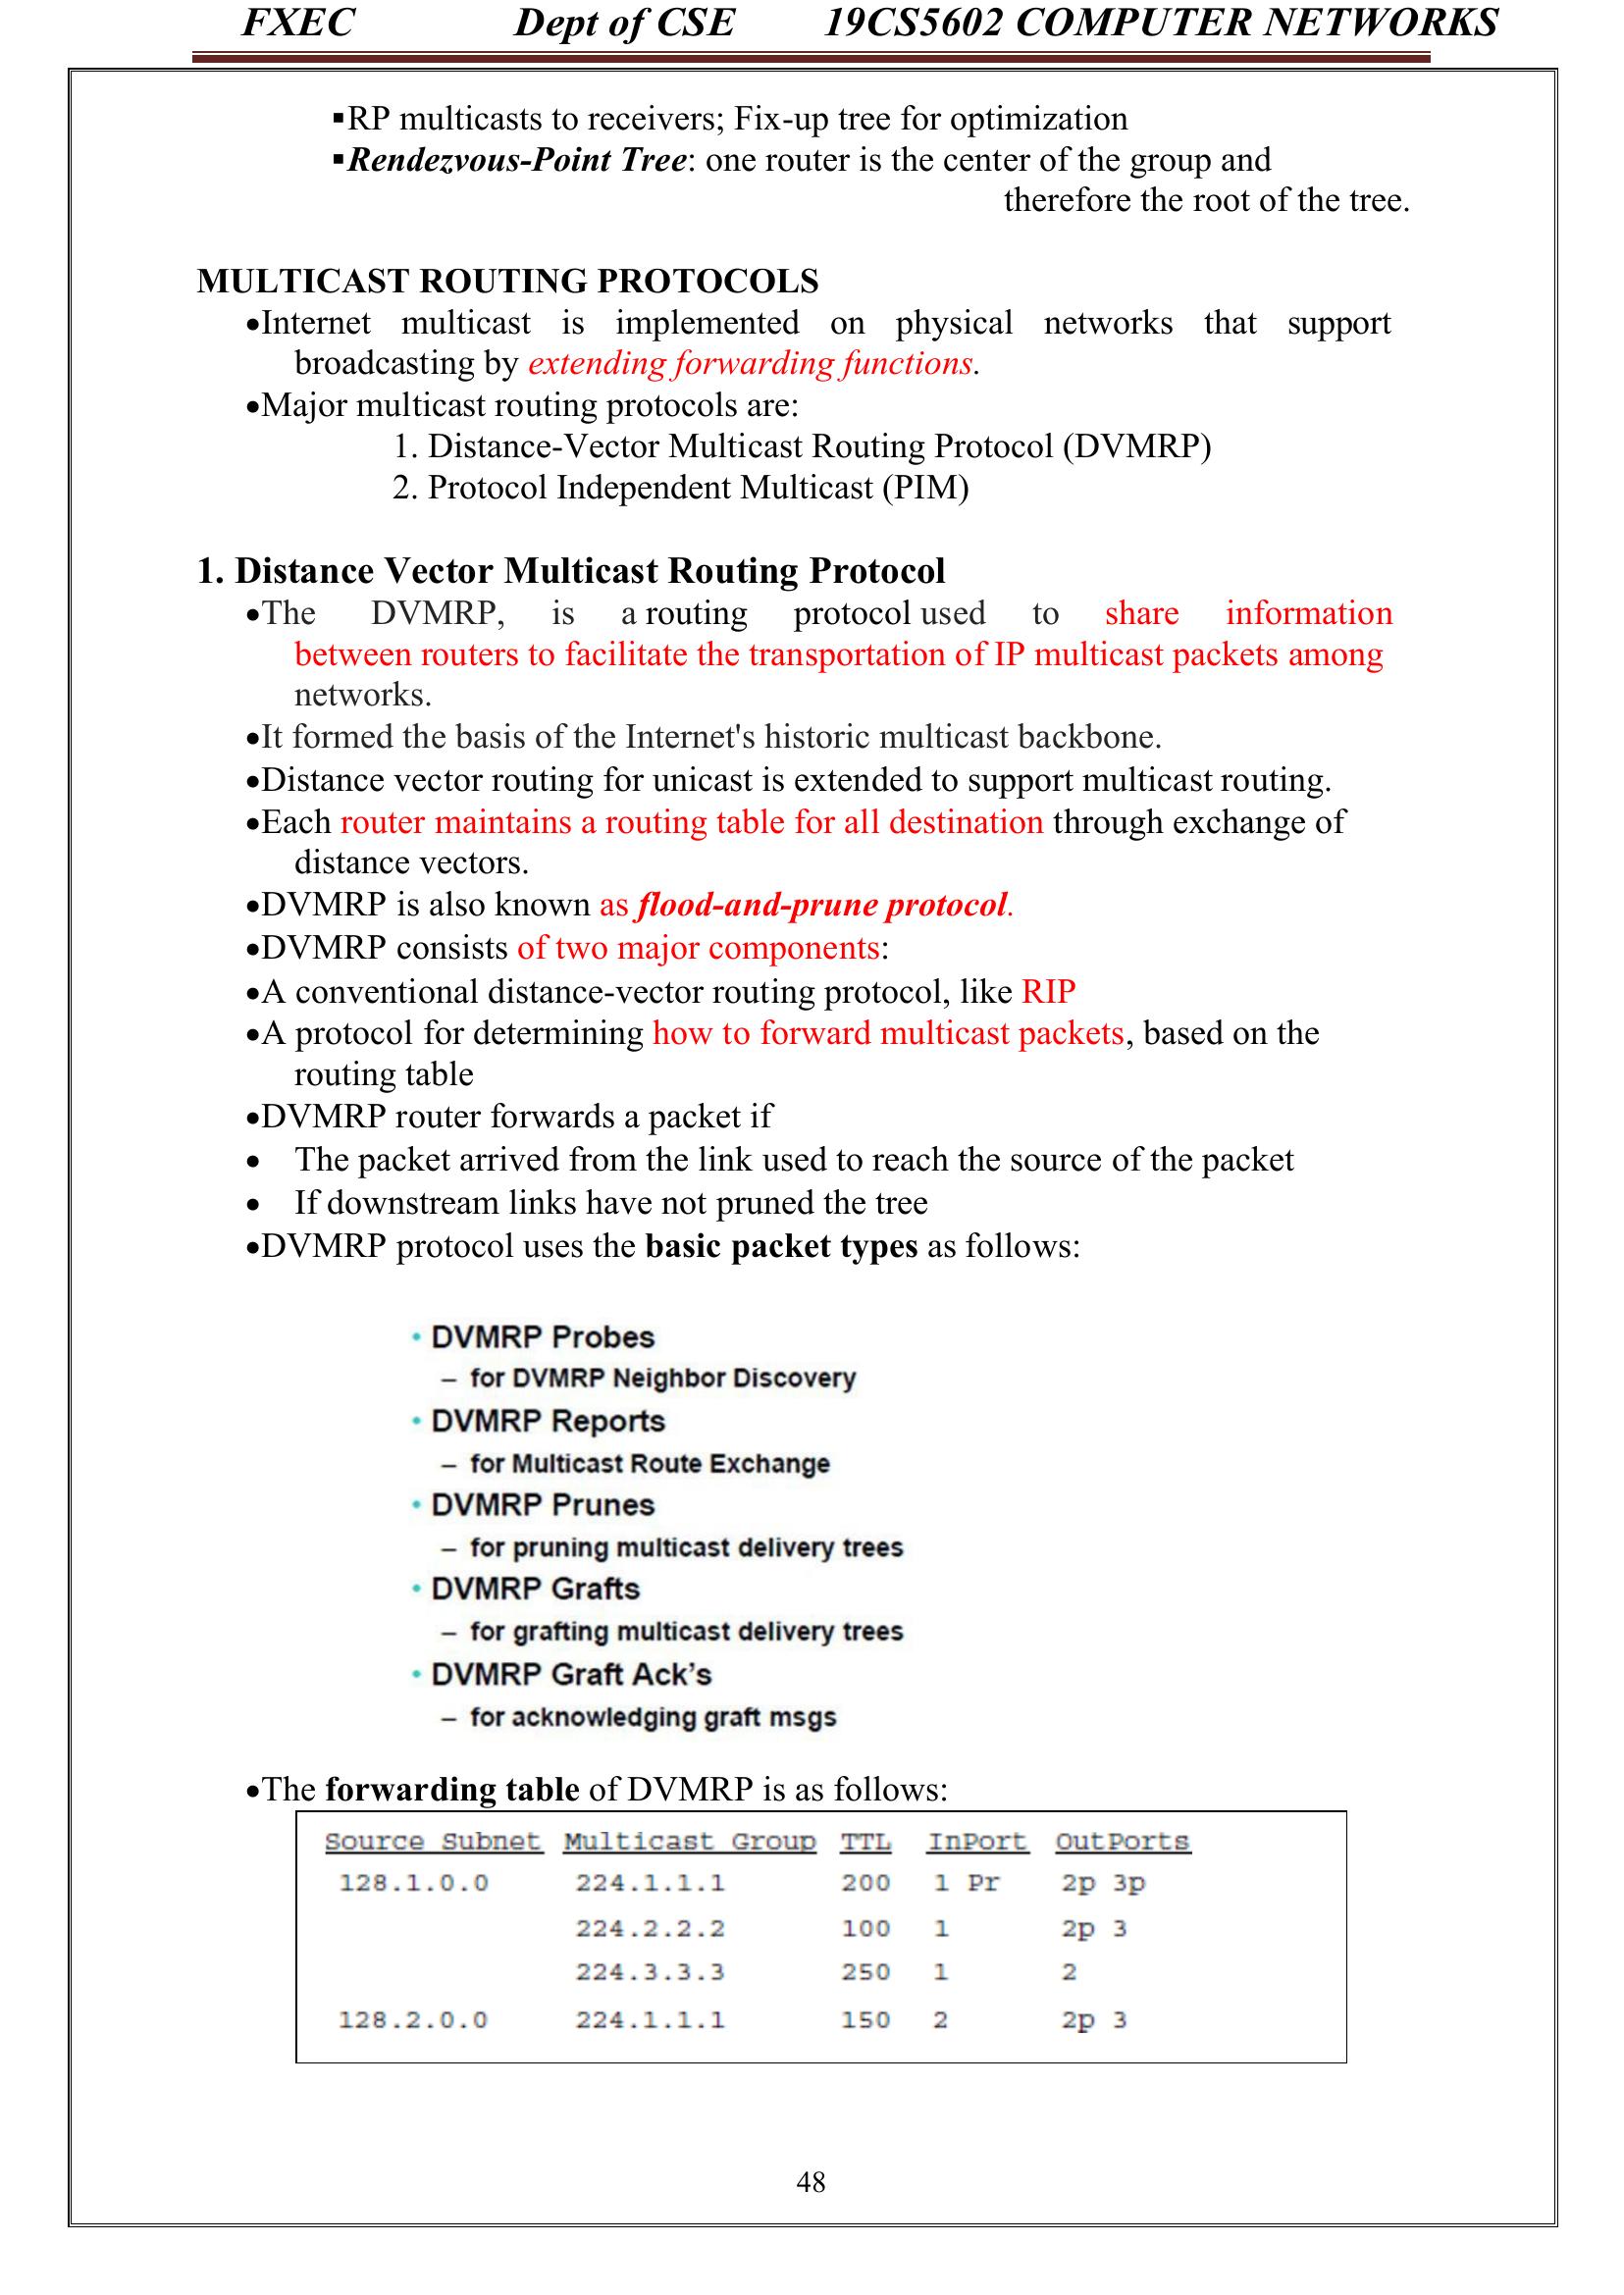 FXEC Dept of CSE 19CS5602 COMPUTER NETWORKS
▪RP multicasts to receivers; Fix-up tree for optimization
▪Rendezvous-Point Tree: one router is the center of the group and
therefore the root of the tree.
MULTICAST ROUTING PROTOCOLS
•Internet multicast is implemented on physical networks that support
broadcasting by extending forwarding functions.
•Major multicast routing protocols are:
1. Distance-Vector Multicast Routing Protocol (DVMRP)
2. Protocol Independent Multicast (PIM)
1. Distance Vector Multicast Routing Protocol
•The DVMRP, is a routing protocol used to share information
between routers to facilitate the transportation of IP multicast packets among
networks.
•It formed the basis of the Internet's historic multicast backbone.
•Distance vector routing for unicast is extended to support multicast routing.
•Each router maintains a routing table for all destination through exchange of
distance vectors.
•DVMRP is also known as flood-and-prune protocol.
•DVMRP consists of two major components:
•A conventional distance-vector routing protocol, like RIP
•A protocol for determining how to forward multicast packets, based on the
routing table
•DVMRP router forwards a packet if
• The packet arrived from the link used to reach the source of the packet
• If downstream links have not pruned the tree
•DVMRP protocol uses the basic packet types as follows:
• DVMRP Probes
– for DVMRP Neighbor Discovery
• DVMRP Reports
– for Multicast Route Exchange
• DVMRP Prunes
– for pruning multicast delivery trees
• DVMRP Grafts
– for grafting multicast delivery trees
• DVMRP Graft Ack's
– for acknowledging graft msgs
•The forwarding table of DVMRP is as follows:
Source Subnet Multicast Group TTL InPort OutPorts
128.1.0.0 224.1.1.1 200 1 Pr 2p 3p
224.2.2.2 100 1 2p 3
224.3.3.3 250 1 2
128.2.0.0 224.1.1.1 150 2 2p 3
48